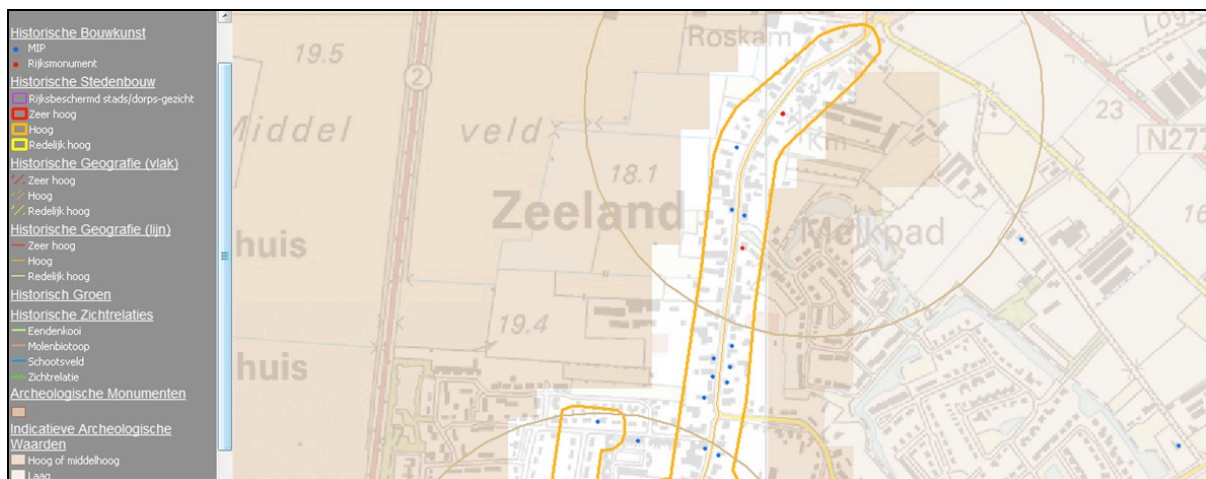 Historische Bouwkunst
MIP
Rijksmonument
Historische Stedenbouw
Rijksbeschermd stads/dorps-gezicht
Zeer hoog
Hoog
Redelijk hoog
Historische Geografie (vlak)
Zeer hoog
Hoog
Redelijk hoog
Historische Geografie (lijn)
Zeer hoog
Hoog
Redelijk hoog
Historisch Groen
Historische Zichtrelaties
Eendenkooi
Molenbiotoop
Schootsveld
Zichtrelatie
Archeologische Monumenten
Indicatieve Archeologische
Waarden
Hoog of middelhoog
Laag
Roskam
19.5
2
23
Middel veld
Km
N277
18.1
Zeeland
Melkpad
16
huis
19.4
huis